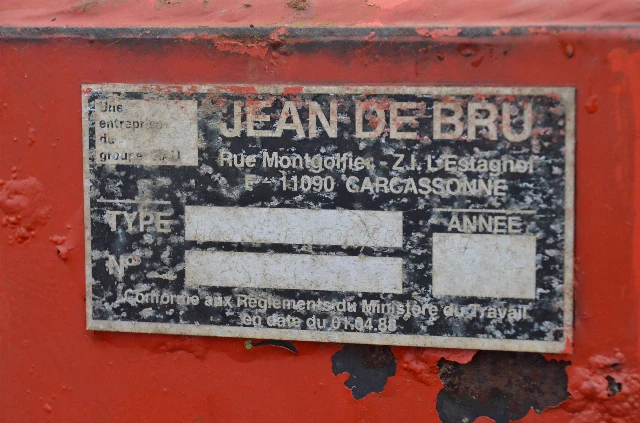 Une
entreprise
du
groupe
JEAN DE BRU
Rue Montgolfier - Z.I. L'Estagnol
F - 11090 CARCASSONNE
TYPE
ANNÉE
N°
Conforme aux Règlements du Ministère du Travail
en date du 01.04.88